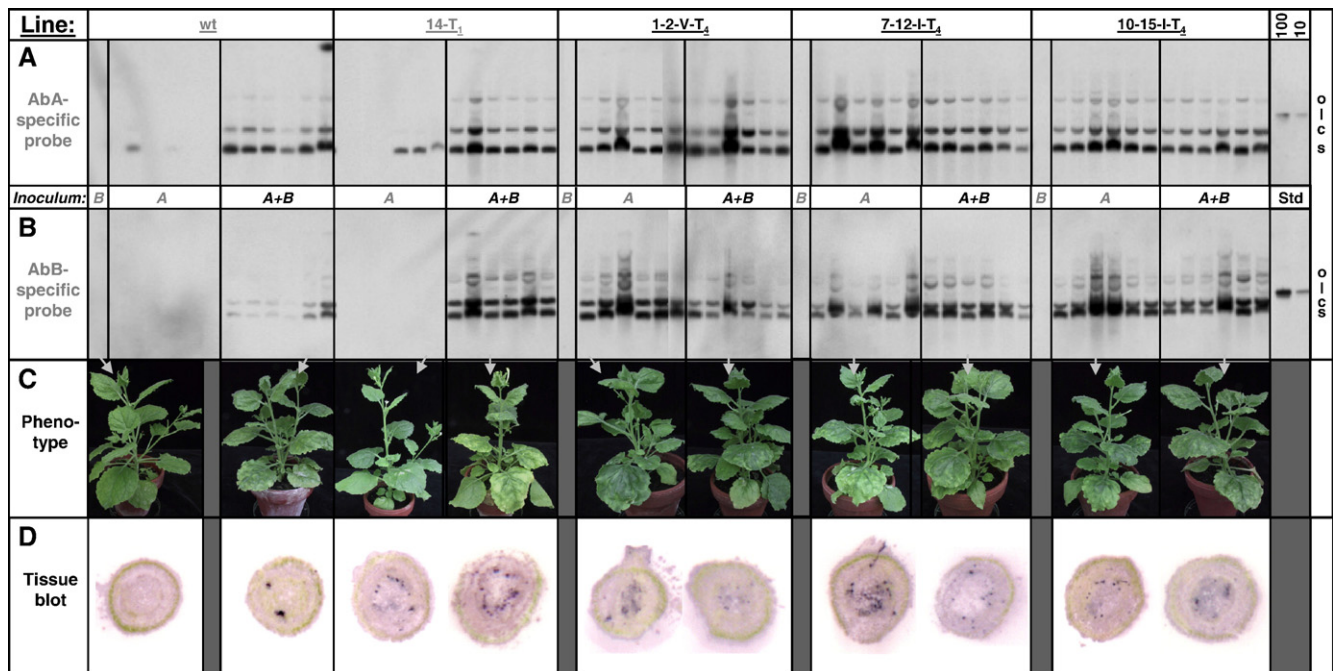 Line: wt 14-T1 1-2-V-T4 7-12-I-T4 10-15-I-T4 100 10
A
AbA-
specific
probe
o
l
c
s
Inoculum: B A A+B A A+B B A A+B B A A+B B A A+B Std
B
AbB-
specific
probe
o
l
c
s
C
Pheno-
type
D
Tissue
blot